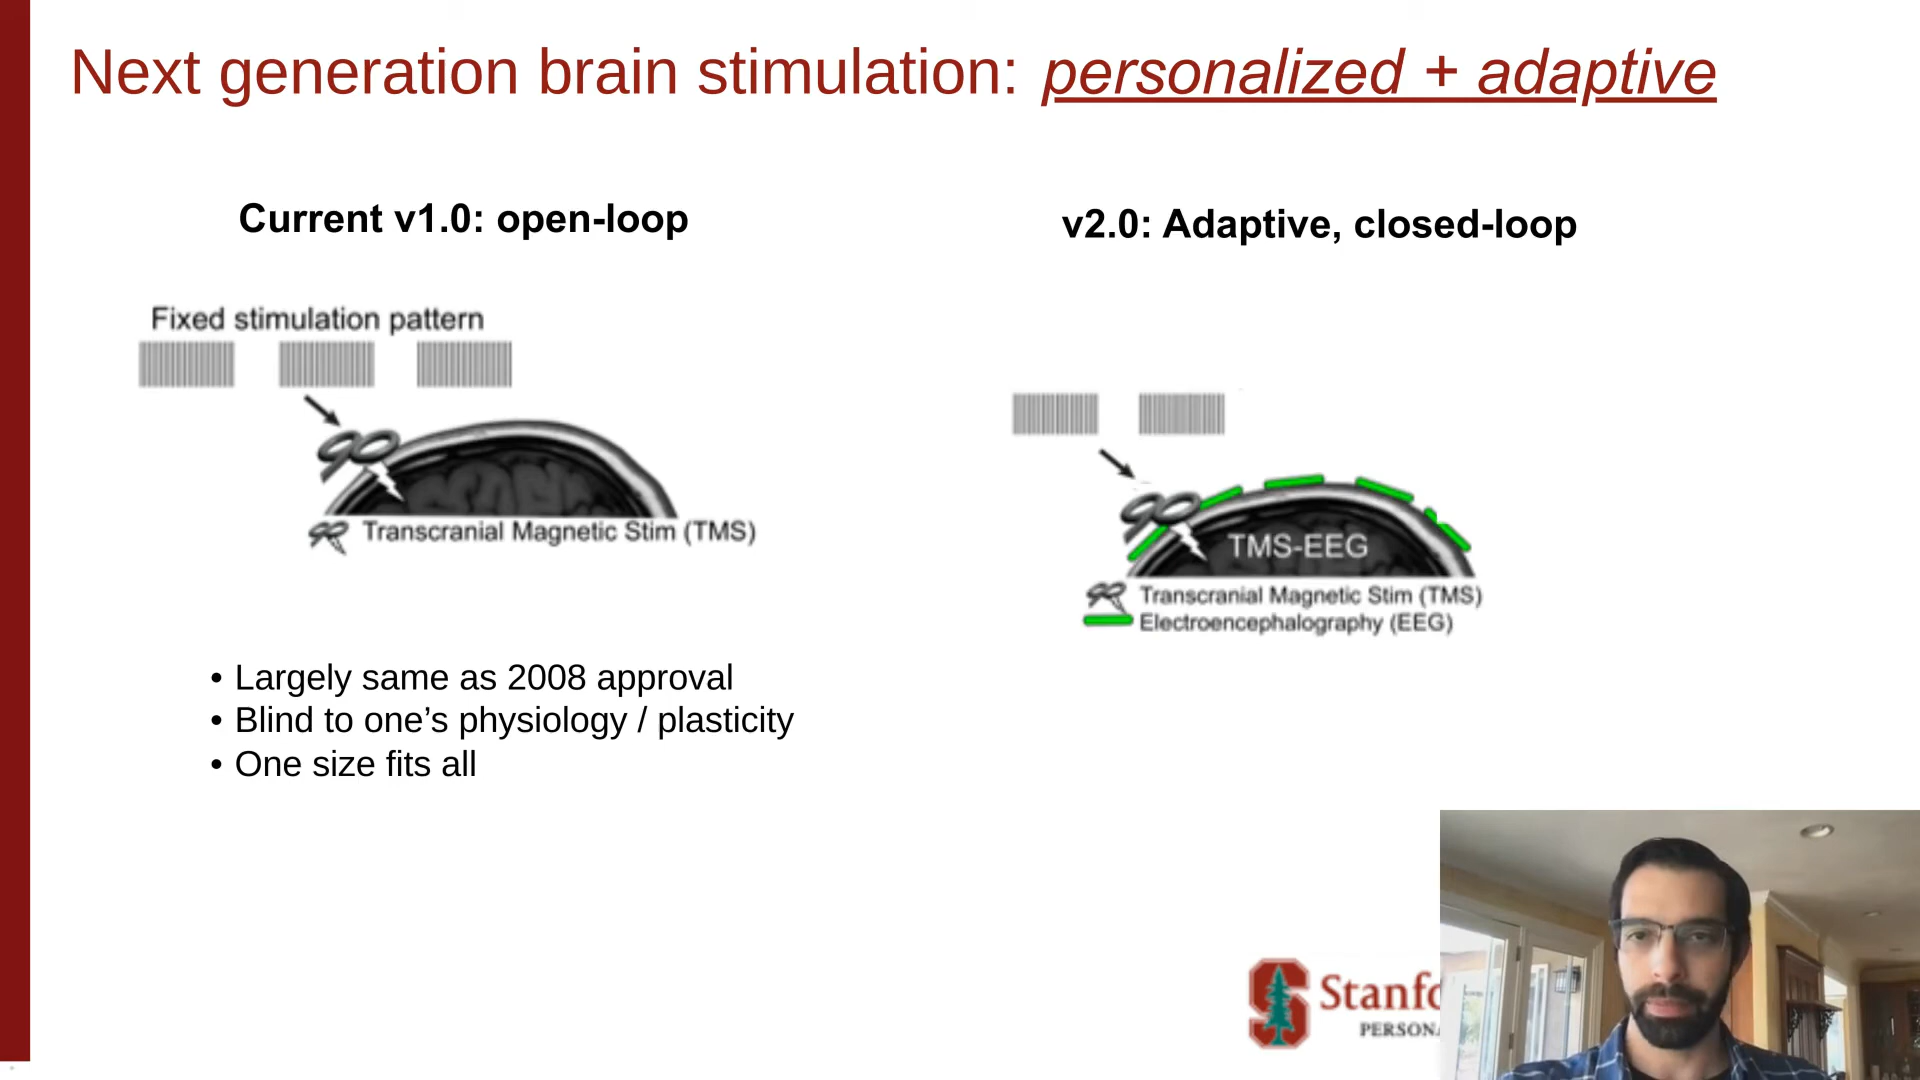 Next generation brain stimulation: personalized + adaptive
Current v1.0: open-loop
Fixed stimulation pattern
Transcranial Magnetic Stim (TMS)
• Largely same as 2008 approval
• Blind to one’s physiology / plasticity
• One size fits all
v2.0: Adaptive, closed-loop
TMS-EEG
Transcranial Magnetic Stim (TMS)
Electroencephalography (EEG)